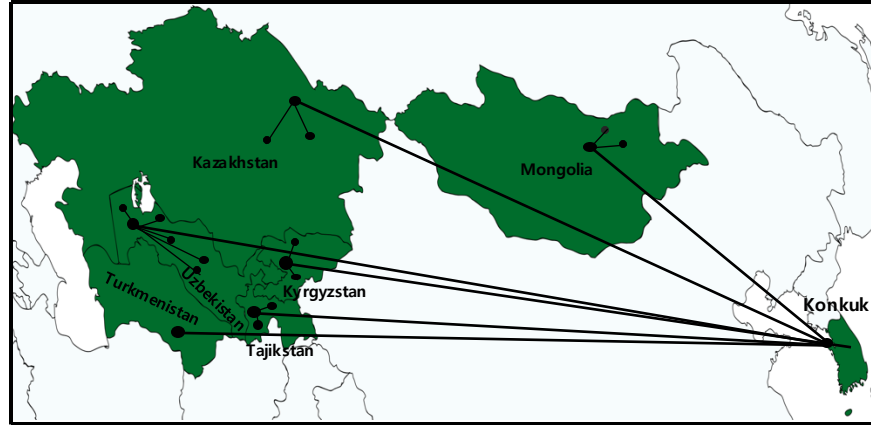 Kazakhstan
Mongolia
Turkmenistan
Uzbekistan
Kyrgyzstan
Konkuk
Tajikstan